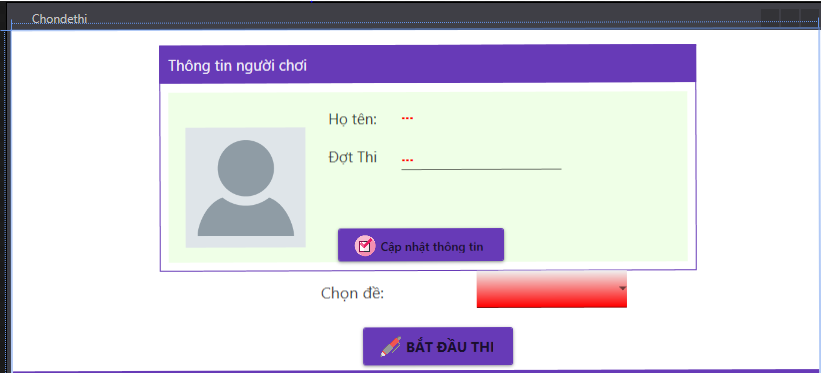 Chondethi
Thông tin người chơi
Họ tên: ---
Đợt Thi ---
Cập nhật thông tin
Chọn đề:
BẮT ĐẦU THI